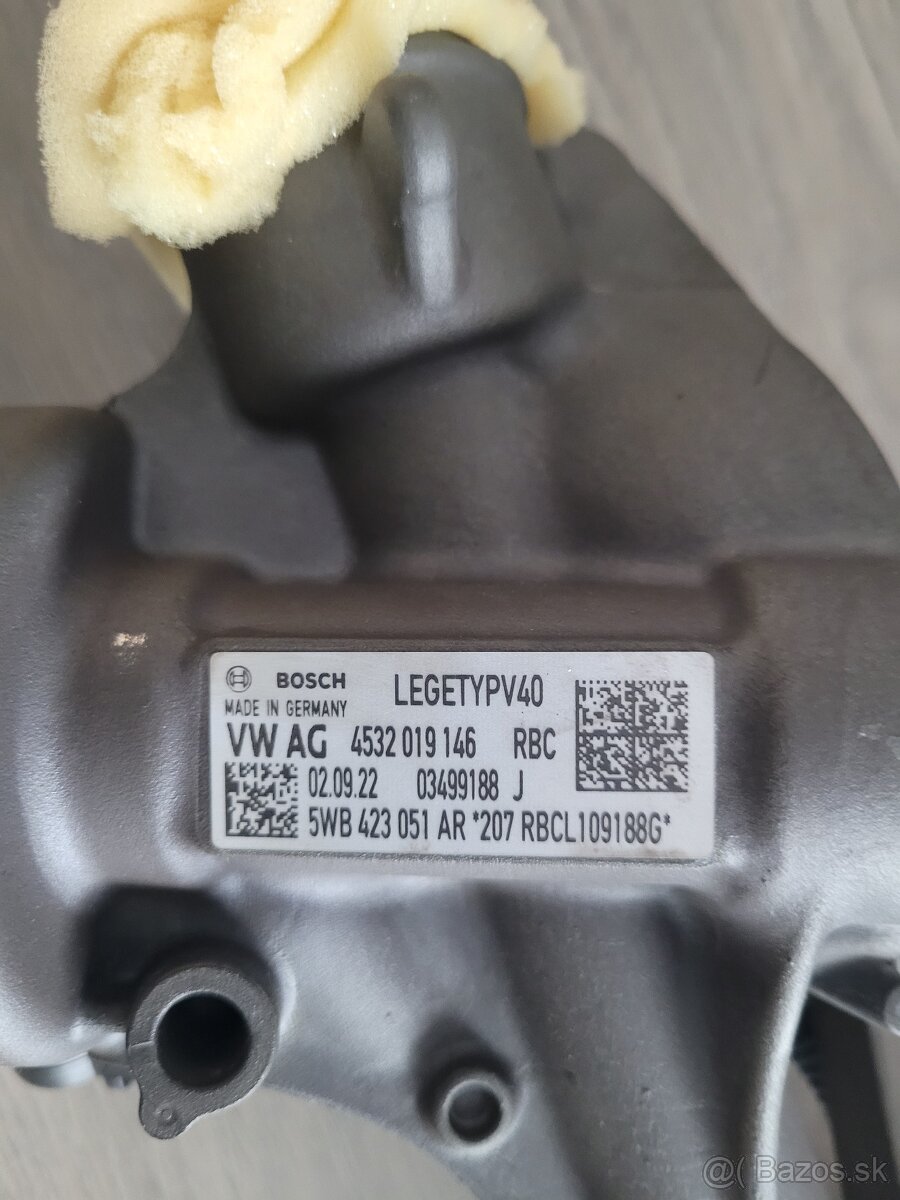 BOSCH LEGETYPV40
MADE IN GERMANY
VW AG 4532 019 146 RBC
02.09.22 03499188 J
5WB 423 051 AR *207 RBCL109188G*
@( Bazos.sk